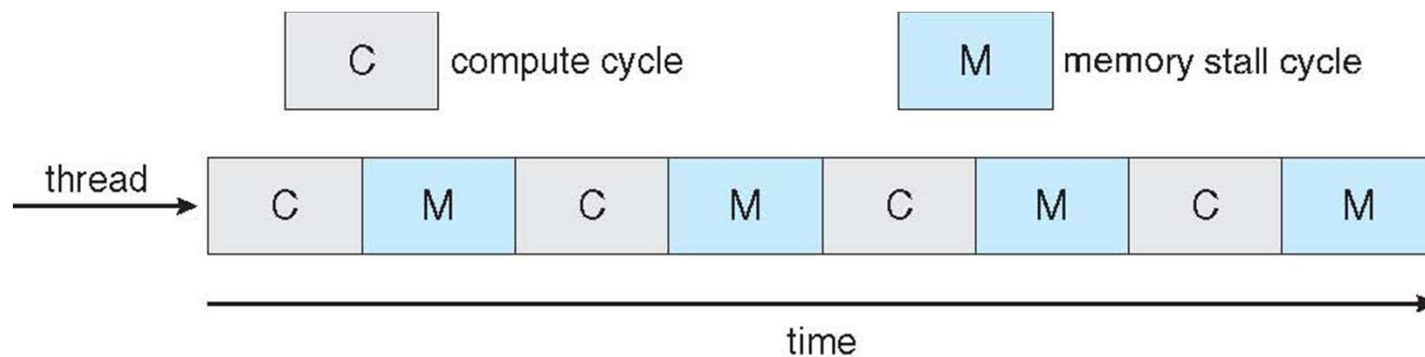 C compute cycle M memory stall cycle
thread
C M C M C M C M
time